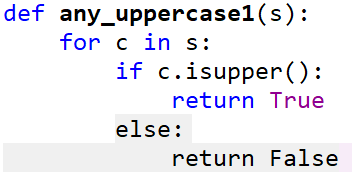 def any_uppercase1(s):
    for c in s:
        if c.isupper():
            return True
        else:
            return False